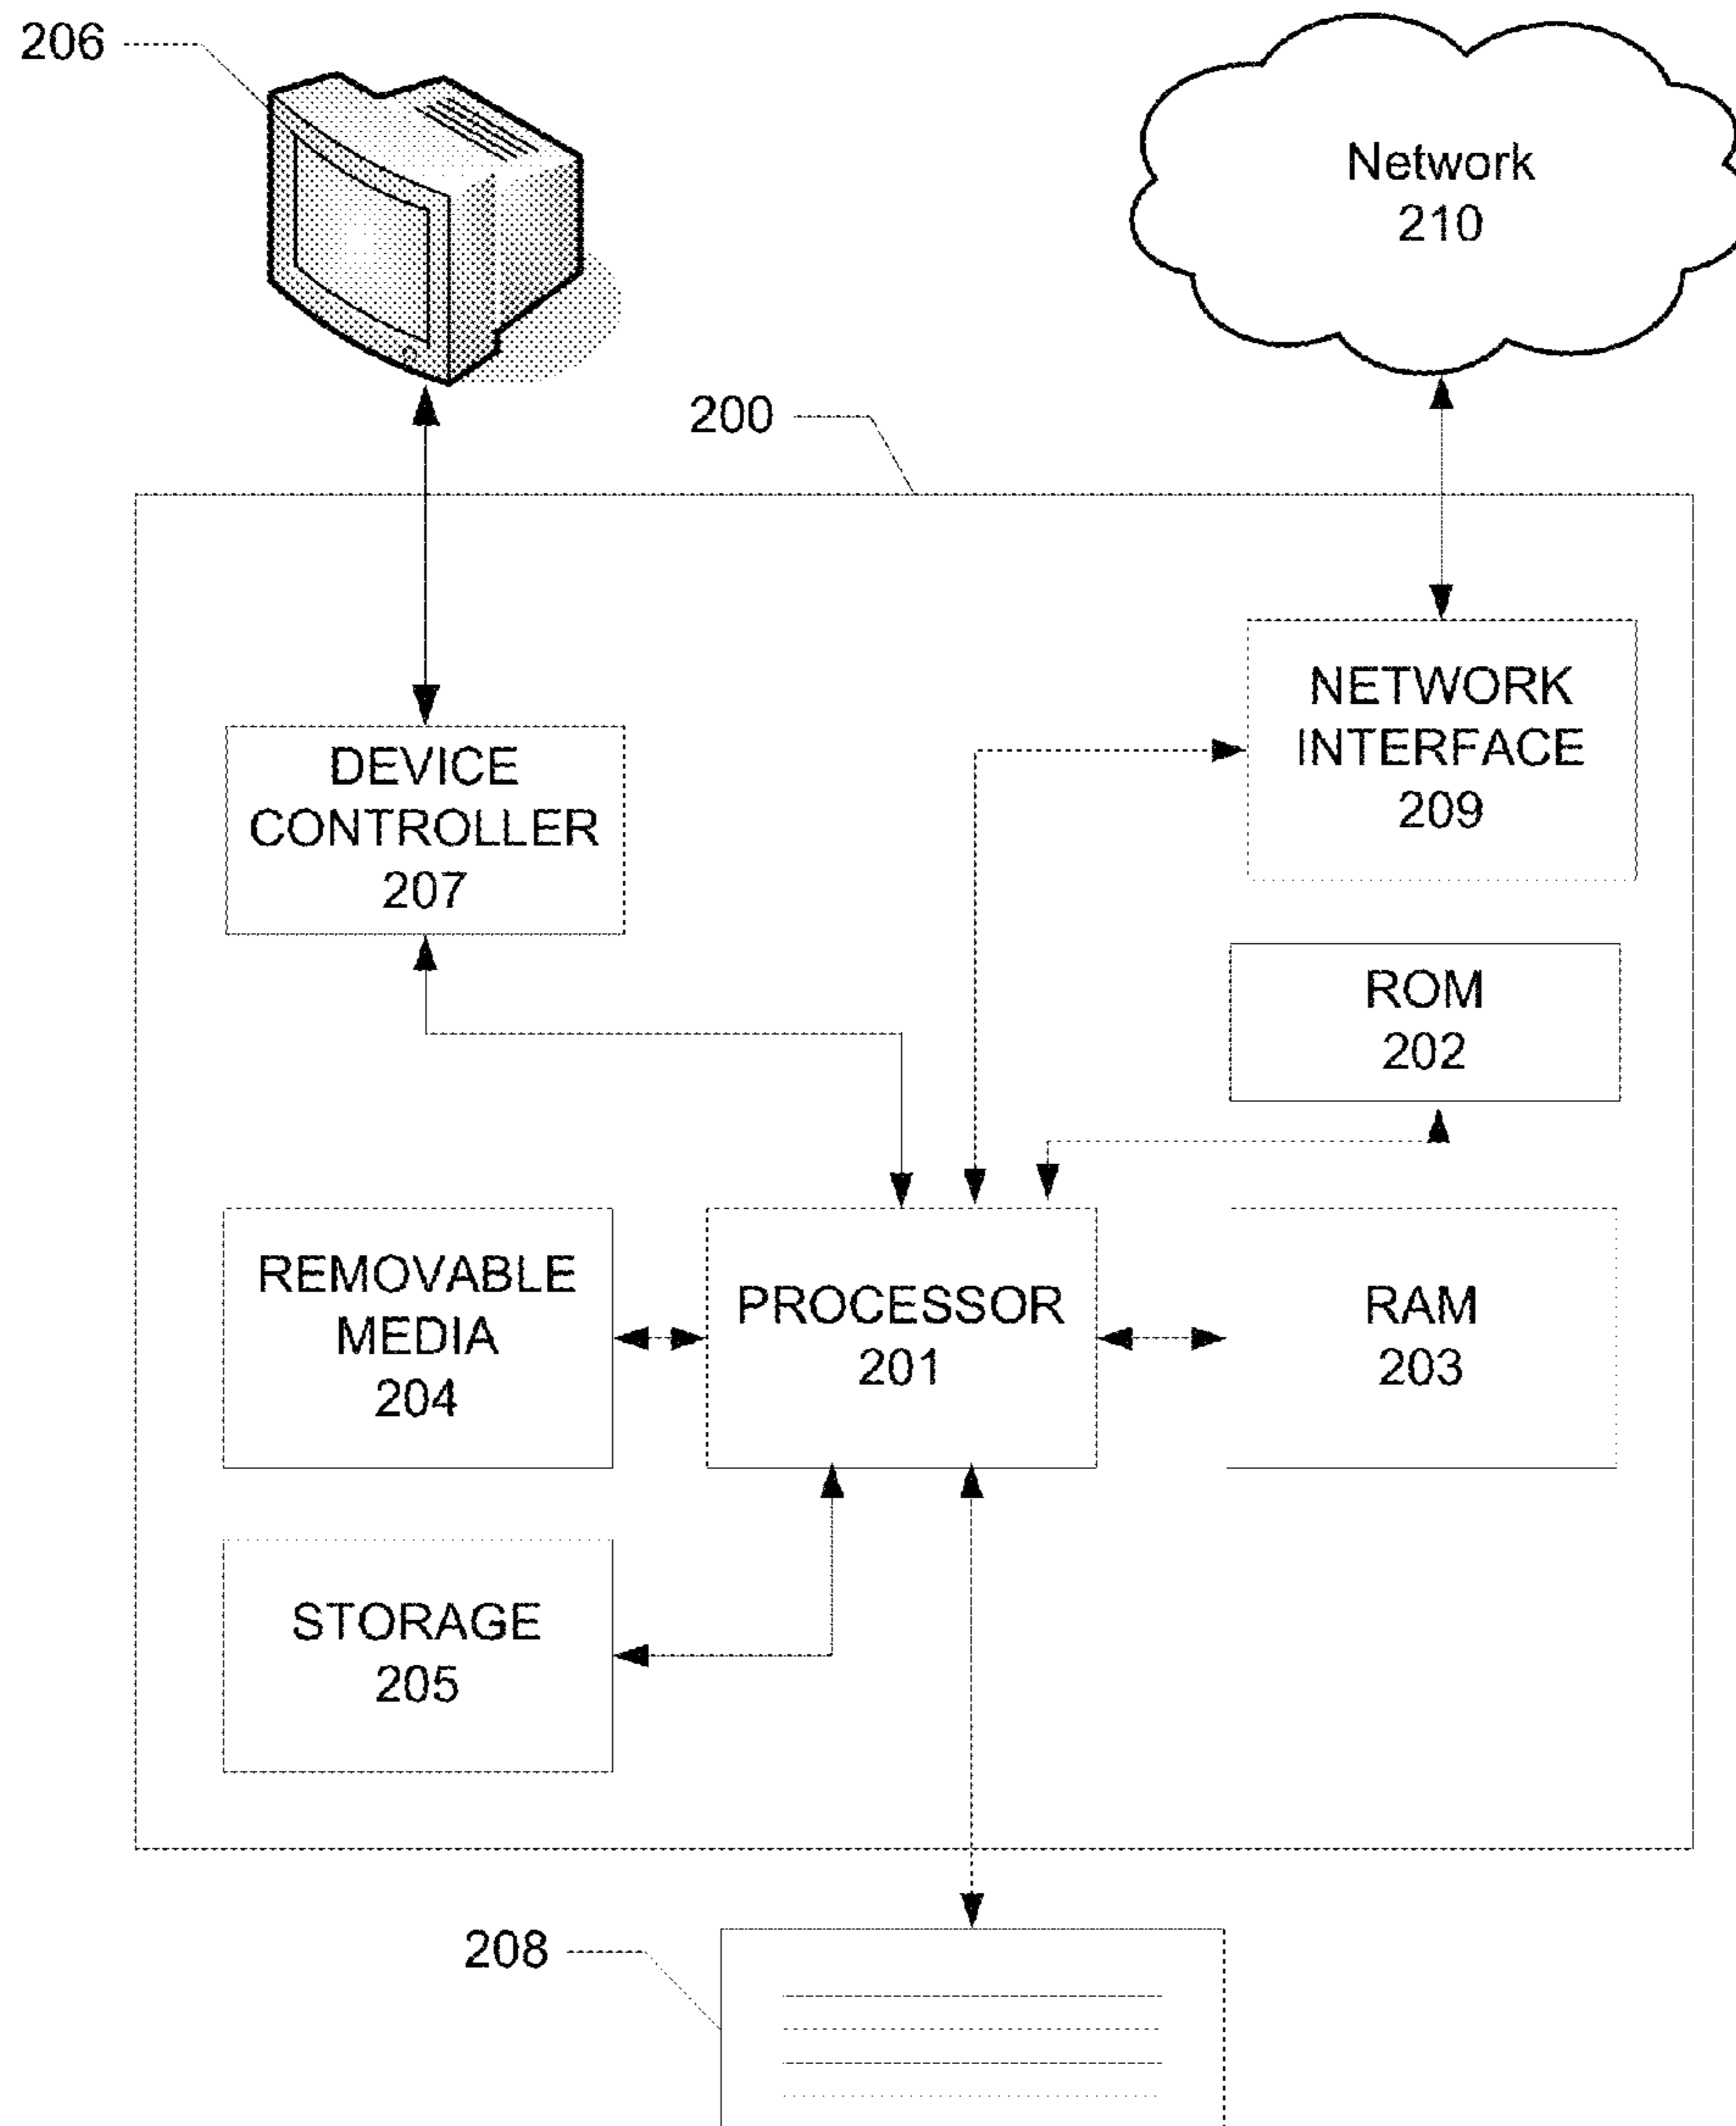 206
Network
210
200
NETWORK
INTERFACE
209
DEVICE
CONTROLLER
207
ROM
202
REMOVABLE
MEDIA
204
PROCESSOR
201
RAM
203
STORAGE
205
208